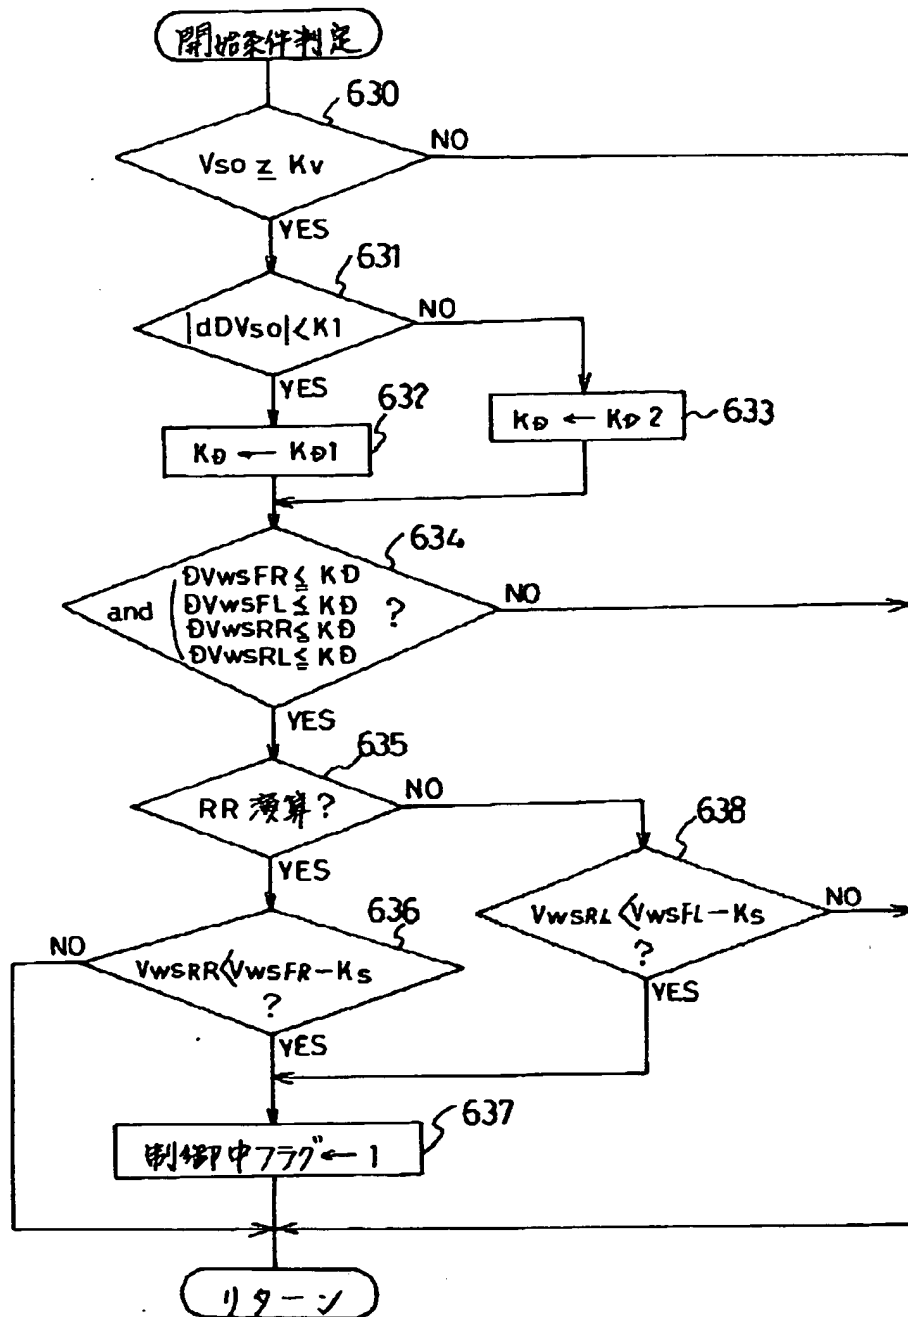 開始条件判定
630
Vso ≧ Kv
NO
YES
631
|dDVso|<K1
NO
YES
632
KD ← KD1
KD ← KD2
633
634
and
DVwsFR ≦ KD
DVwsFL ≦ KD
DVwsRR ≦ KD
DVwsRL ≦ KD
?
NO
YES
635
RR 演算?
NO
YES
638
VwsRL<VwsFL-Ks
?
NO
YES
636
NO
VwsRR<VwsFR-Ks
?
YES
637
制御中フラグ←1
リターン